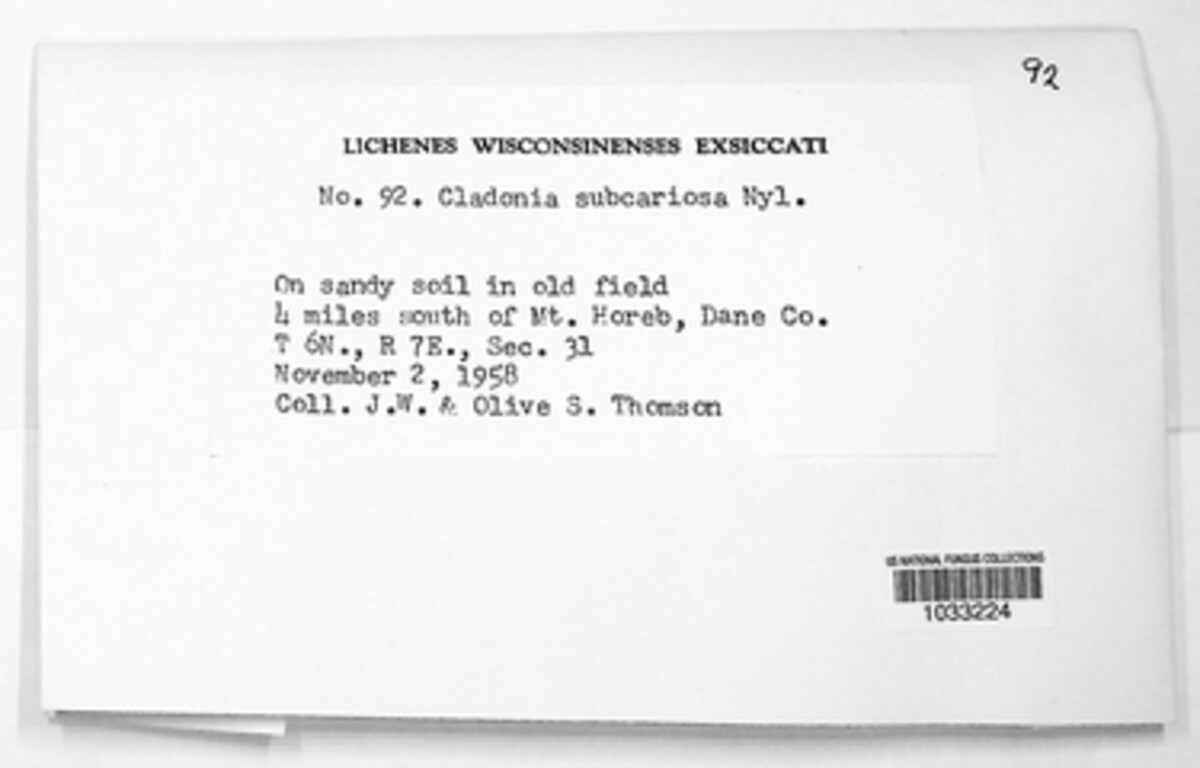 92
LICHENES WISCONSINENSES EXSICCATI
No. 92. Cladonia subcariosa Nyl.
On sandy soil in old field
4 miles south of Mt. Horeb, Dane Co.
T 6N., R 7E., Sec. 31
November 2, 1958
Coll. J.W. & Olive S. Thomson
US NATIONAL FUNGUS COLLECTIONS
1033224